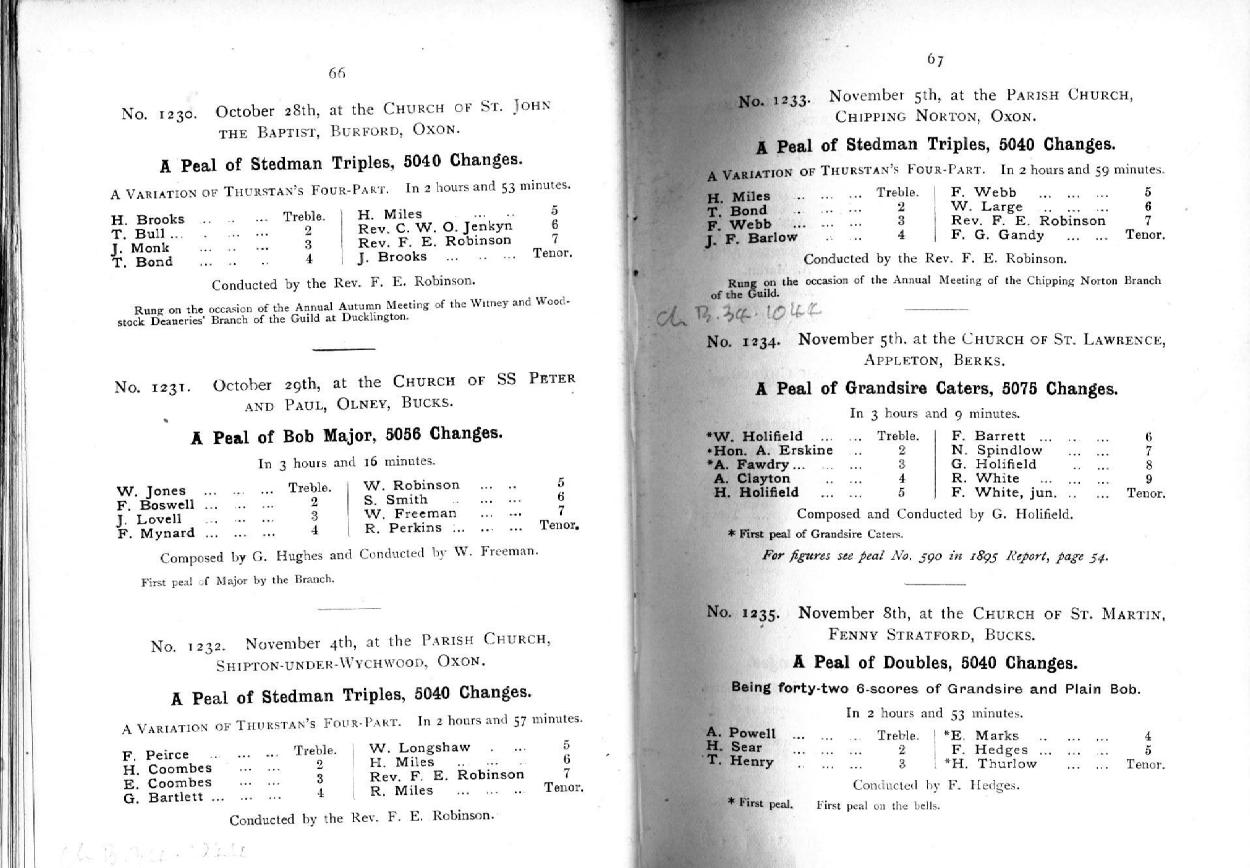 66
No. 1230. October 28th, at the Church of St. John
the Baptist, Burford, Oxon.
A Peal of Stedman Triples, 5040 Changes.
A Variation of Thurstan's Four-Part. In 2 hours and 53 minutes.
H. Brooks .. .. ... Treble. | H. Miles ... .. 5
T. Bull ... . ... ... 2 | Rev. C. W. O. Jenkyn 6
J. Monk ... .. ... 3 | Rev. F. E. Robinson 7
T. Bond ... .. .. 4 | J. Brooks ... .. ... Tenor.
Conducted by the Rev. F. E. Robinson.
Rung on the occasion of the Annual Autumn Meeting of the Witney and Wood-
stock Deaneries' Branch of the Guild at Ducklington.
No. 1231. October 29th, at the Church of SS Peter
and Paul, Olney, Bucks.
A Peal of Bob Major, 5056 Changes.
In 3 hours and 16 minutes.
W. Jones ... ... ... Treble. | W. Robinson ... .. 5
F. Boswell ... ... ... 2 | S. Smith .. ... ... 6
J. Lovell ... ... ... 3 | W. Freeman ... ... 7
F. Mynard ... ... ... 4 | R. Perkins ... ... ... Tenor.
Composed by G. Hughes and Conducted by W. Freeman.
First peal of Major by the Branch.
No. 1232. November 4th, at the Parish Church,
Shipton-under-Wychwood, Oxon.
A Peal of Stedman Triples, 5040 Changes.
A Variation of Thurstan's Four-Part. In 2 hours and 57 minutes.
F. Peirce .. ... ... Treble. | W. Longshaw . ... 5
H. Coombes ... ... 2 | H. Miles .. ... .. 6
E. Coombes ... ... 3 | Rev. F. E. Robinson 7
G. Bartlett ... ... ... 4 | R. Miles ... ... .. Tenor.
Conducted by the Rev. F. E. Robinson.
67
No. 1233. November 5th, at the Parish Church,
Chipping Norton, Oxon.
A Peal of Stedman Triples, 5040 Changes.
A Variation of Thurstan's Four-Part. In 2 hours and 59 minutes.
H. Miles .. ... ... Treble. | F. Webb ... ... ... 5
T. Bond .. ... ... 2 | W. Large .. ... ... 6
F. Webb ... ... ... 3 | Rev. F. E. Robinson 7
J. F. Barlow .. ... 4 | F. G. Gandy ... ... Tenor.
Conducted by the Rev. F. E. Robinson.
Rung on the occasion of the Annual Meeting of the Chipping Norton Branch
of the Guild.
No. 1234. November 5th. at the Church of St. Lawrence,
Appleton, Berks.
A Peal of Grandsire Caters, 5075 Changes.
In 3 hours and 9 minutes.
*W. Holifield ... ... Treble. | F. Barrett ... .. ... 6
*Hon. A. Erskine .. 2 | N. Spindlow ... ... 7
*A. Fawdry ... ... ... 3 | G. Holifield .. ... 8
A. Clayton .. ... 4 | R. White ... ... ... 9
H. Holifield ... ... 5 | F. White, jun. .. ... Tenor.
Composed and Conducted by G. Holifield.
* First peal of Grandsire Caters.
For figures see peal No. 590 in 1895 Report, page 54.
No. 1235. November 8th, at the Church of St. Martin,
Fenny Stratford, Bucks.
A Peal of Doubles, 5040 Changes.
Being forty-two 6-scores of Grandsire and Plain Bob.
In 2 hours and 53 minutes.
A. Powell ... ... ... Treble. | *E. Marks .. ... ... 4
H. Sear ... ... ... 2 | F. Hedges ... ... ... 5
T. Henry .. ... ... 3 | *H. Thurlow ... ... Tenor.
Conducted by F. Hedges.
* First peal. First peal on the bells.